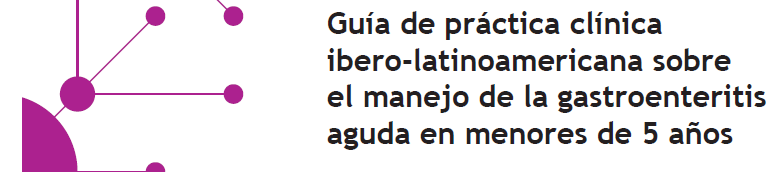 Guía de práctica clínica
ibero-latinoamericana sobre
el manejo de la gastroenteritis
aguda en menores de 5 años